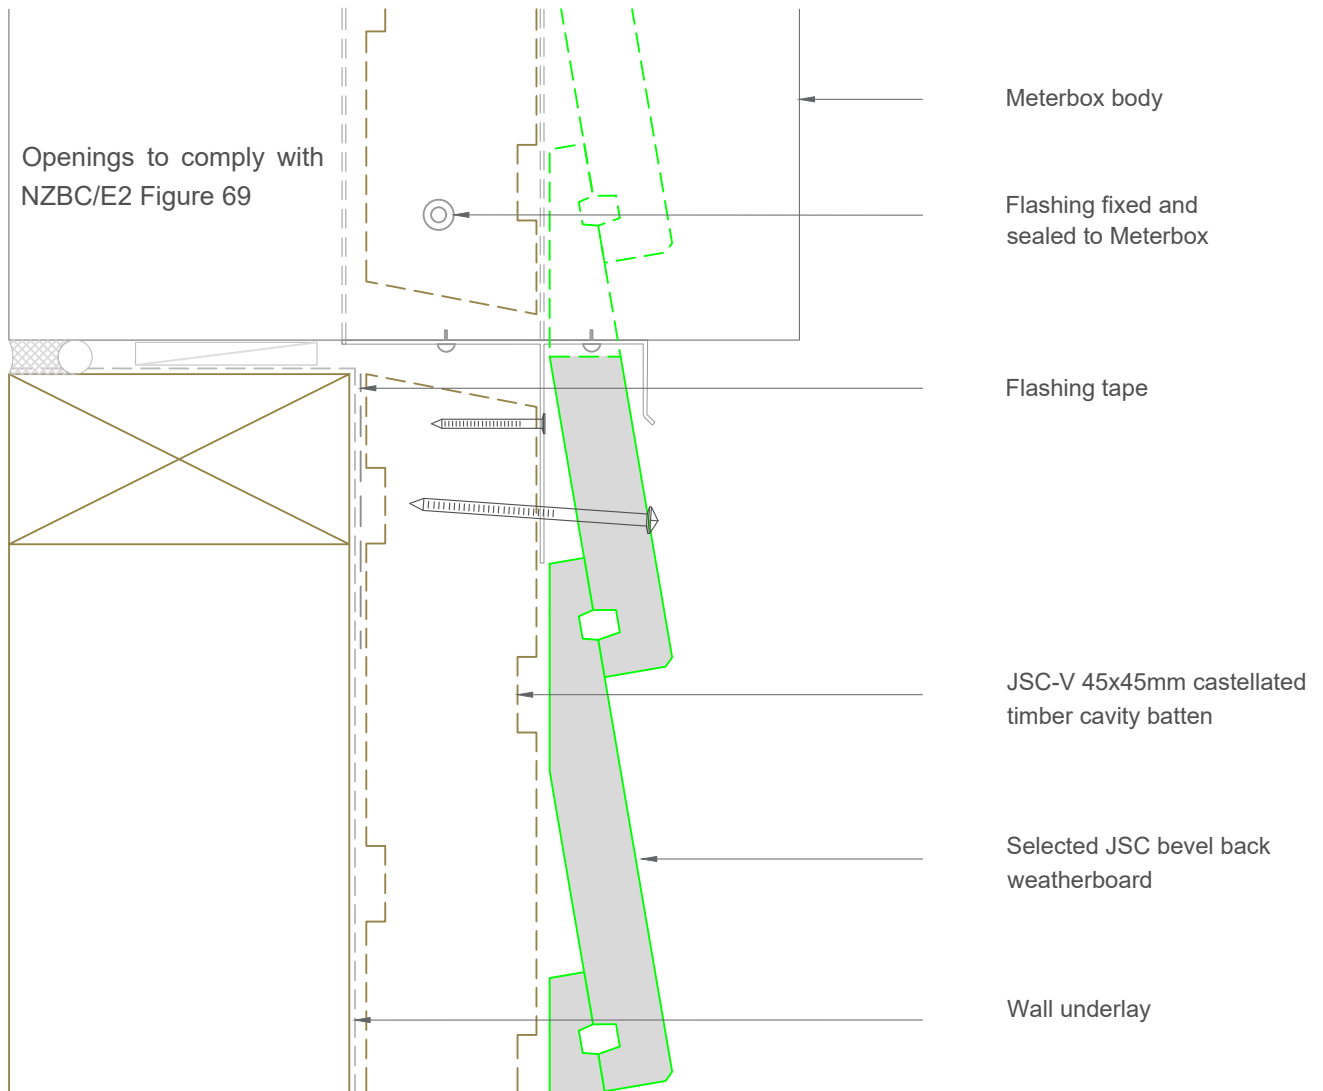 Openings to comply with
NZBC/E2 Figure 69
Meterbox body
Flashing fixed and
sealed to Meterbox
Flashing tape
JSC-V 45x45mm castellated
timber cavity batten
Selected JSC bevel back
weatherboard
Wall underlay